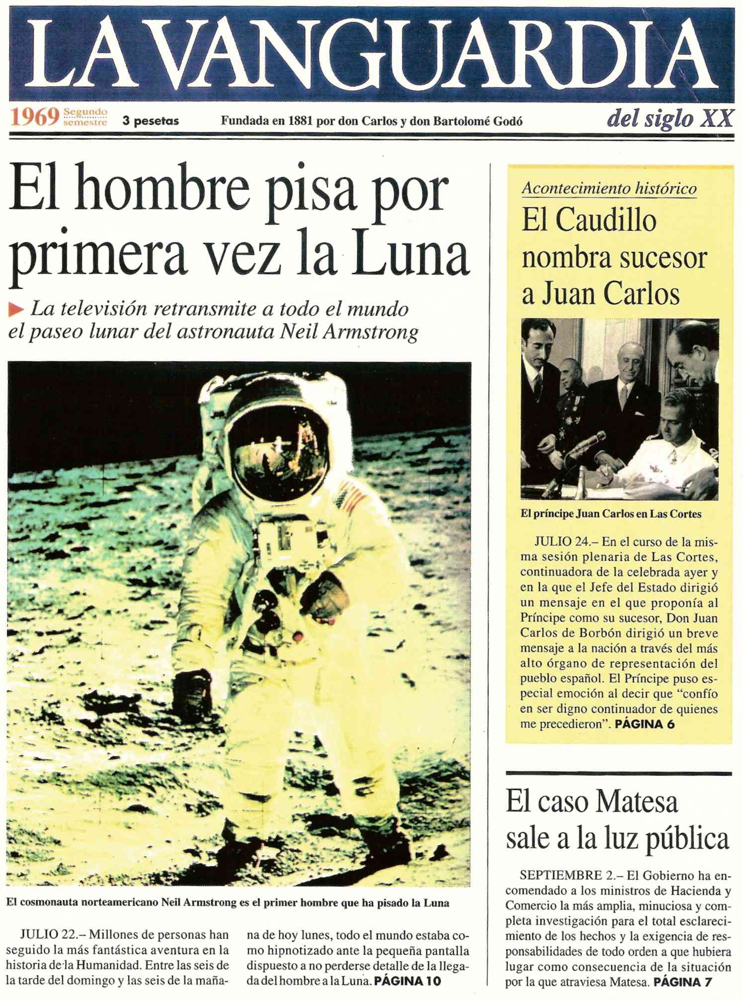 LA VANGUARDIA
1969 Segundo semestre 3 pesetas Fundada en 1881 por don Carlos y don Bartolomé Godó del siglo XX
El hombre pisa por
primera vez la Luna
La televisión retransmite a todo el mundo
el paseo lunar del astronauta Neil Armstrong
El cosmonauta norteamericano Neil Armstrong es el primer hombre que ha pisado la Luna
JULIO 22.– Millones de personas han
seguido la más fantástica aventura en la
historia de la Humanidad. Entre las seis de
la tarde del domingo y las seis de la maña-
na de hoy lunes, todo el mundo estaba co-
mo hipnotizado ante la pequeña pantalla
dispuesto a no perderse detalle de la llega-
da del hombre a la Luna. PÁGINA 10
Acontecimiento histórico
El Caudillo
nombra sucesor
a Juan Carlos
El príncipe Juan Carlos en Las Cortes
JULIO 24.– En el curso de la mis-
ma sesión plenaria de Las Cortes,
continuadora de la celebrada ayer y
en la que el Jefe del Estado dirigió
un mensaje en el que proponía al
Príncipe como su sucesor, Don Juan
Carlos de Borbón dirigió un breve
mensaje a la nación a través del más
alto órgano de representación del
pueblo español. El Príncipe puso es-
pecial emoción al decir que “confío
en ser digno continuador de quienes
me precedieron”. PÁGINA 6
El caso Matesa
sale a la luz pública
SEPTIEMBRE 2.– El Gobierno ha en-
comendado a los ministros de Hacienda y
Comercio la más amplia, minuciosa y com-
pleta investigación para el total esclareci-
miento de los hechos y la exigencia de res-
ponsabilidades de todo orden a que hubiera
lugar como consecuencia de la situación
por la que atraviesa Matesa. PÁGINA 7